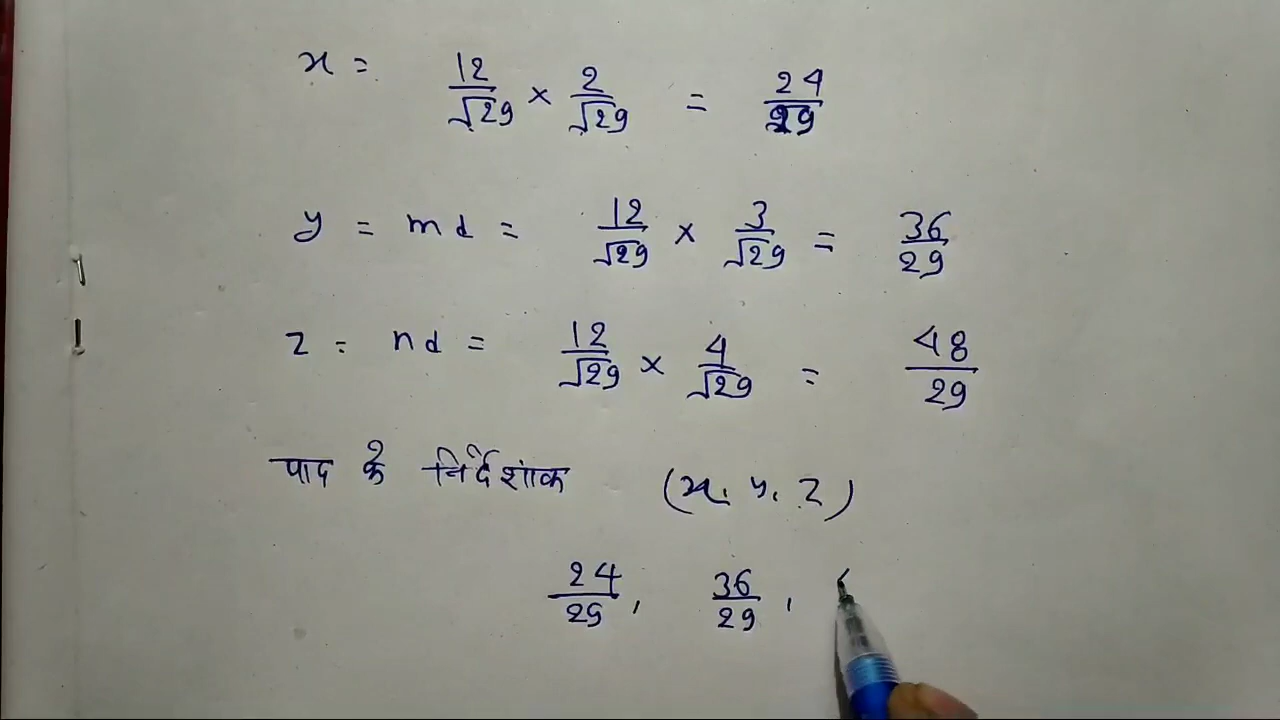 x = 12/√29 × 2/√29 = 24/29
y = md = 12/√29 × 3/√29 = 36/29
z = nd = 12/√29 × 4/√29 = 48/29
पाद के निर्देशांक (x, y, z)
24/29, 36/29,